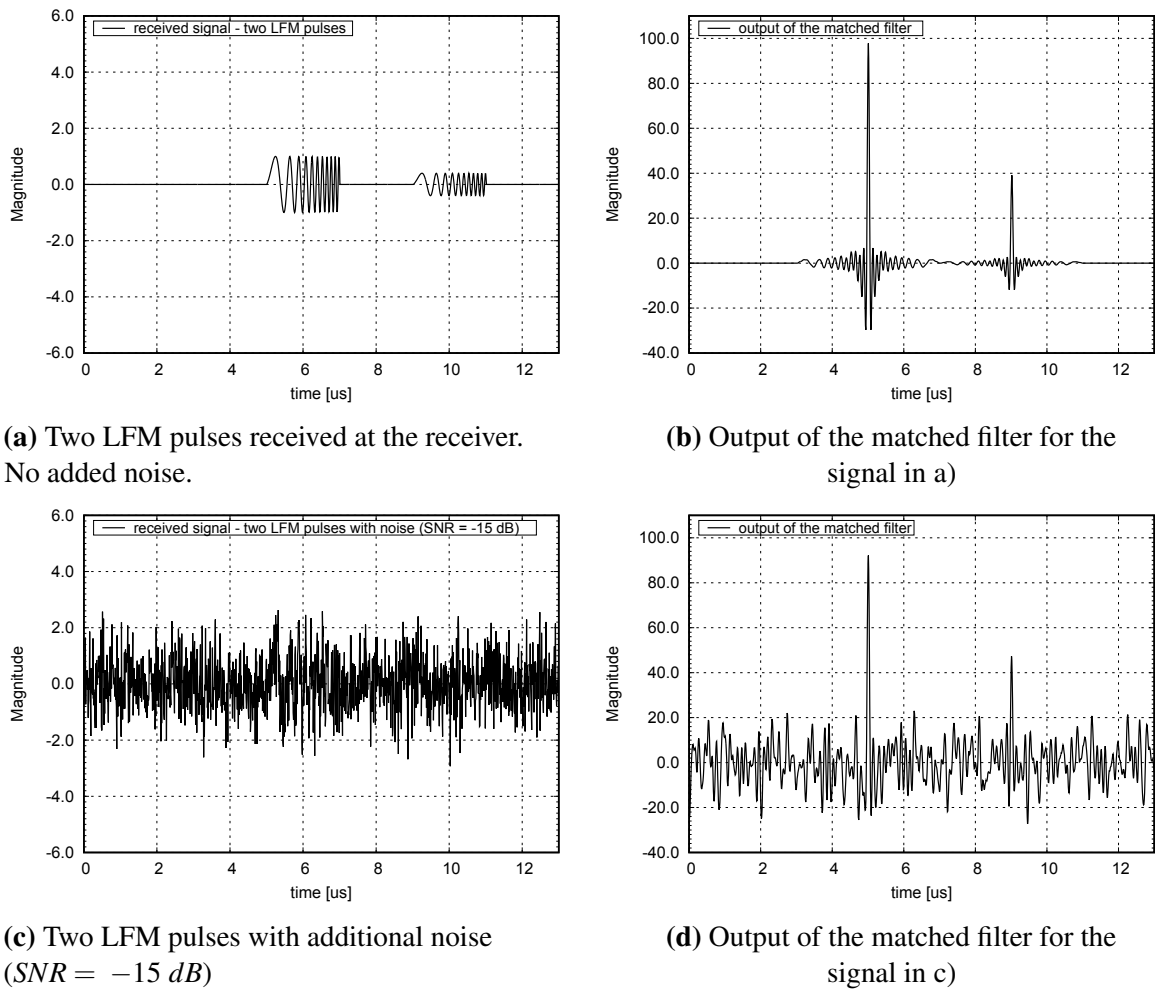 received signal - two LFM pulses
6.0
4.0
2.0
0.0
-2.0
-4.0
-6.0
Magnitude
0 2 4 6 8 10 12
time [us]
output of the matched filter
100.0
80.0
60.0
40.0
20.0
0.0
-20.0
-40.0
Magnitude
0 2 4 6 8 10 12
time [us]
(a) Two LFM pulses received at the receiver.
No added noise.
(b) Output of the matched filter for the
signal in a)
received signal - two LFM pulses with noise (SNR = -15 dB)
6.0
4.0
2.0
0.0
-2.0
-4.0
-6.0
Magnitude
0 2 4 6 8 10 12
time [us]
output of the matched filter
100.0
80.0
60.0
40.0
20.0
0.0
-20.0
-40.0
Magnitude
0 2 4 6 8 10 12
time [us]
(c) Two LFM pulses with additional noise
(SNR = −15 dB)
(d) Output of the matched filter for the
signal in c)